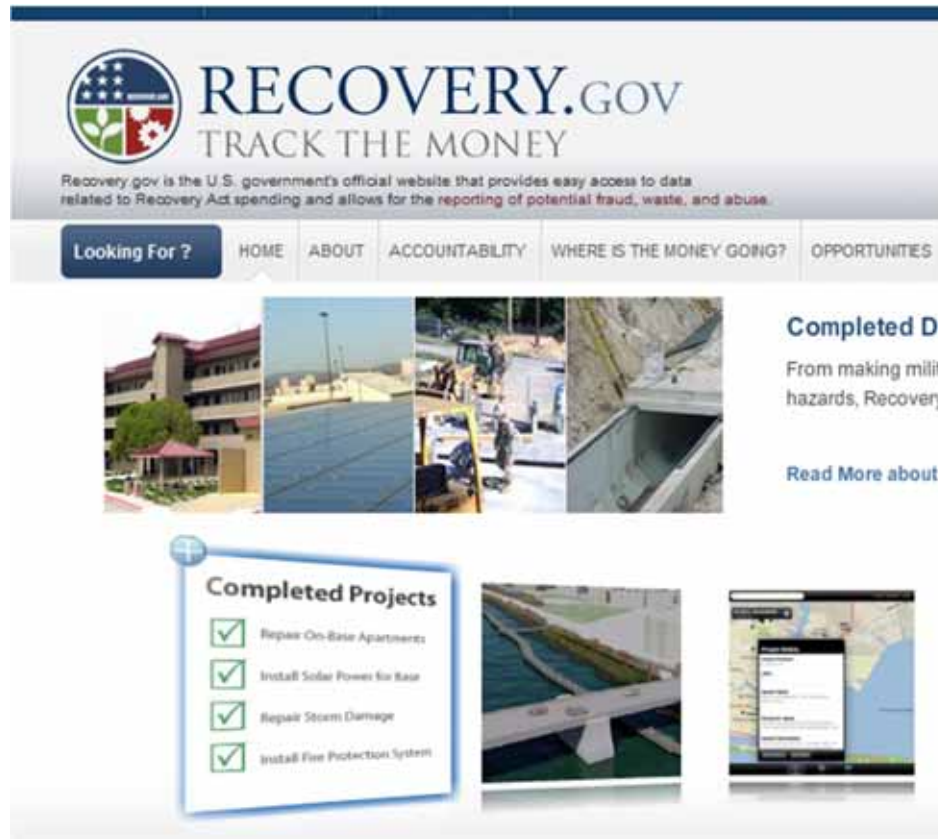 RECOVERY.GOV
TRACK THE MONEY
Recovery.gov is the U.S. government's official website that provides easy access to data
related to Recovery Act spending and allows for the reporting of potential fraud, waste, and abuse.
Looking For ?
HOME
ABOUT
ACCOUNTABILITY
WHERE IS THE MONEY GOING?
OPPORTUNITIES
Completed D
From making milit
hazards, Recovery
Read More about
Completed Projects
Repair On-Base Apartments
Install Solar Power for Base
Repair Storm Damage
Install Fire Protection System